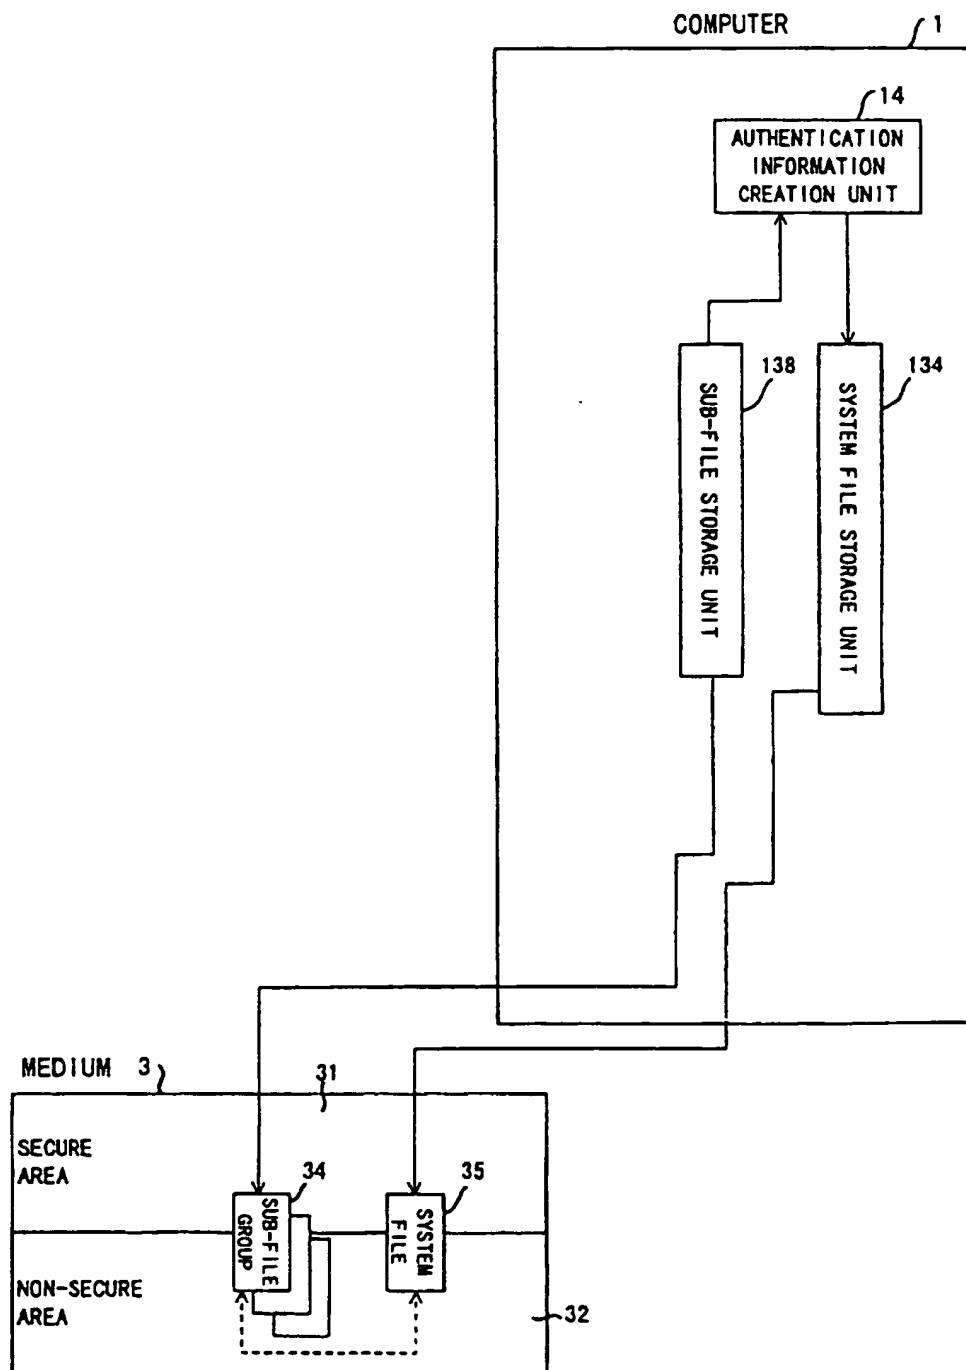 COMPUTER 1
14
AUTHENTICATION
INFORMATION
CREATION UNIT
138
134
SUB-FILE STORAGE UNIT
SYSTEM FILE STORAGE UNIT
MEDIUM 3
31
SECURE
AREA
34
35
SUB-FILE
GROUP
SYSTEM
FILE
NON-SECURE
AREA
32